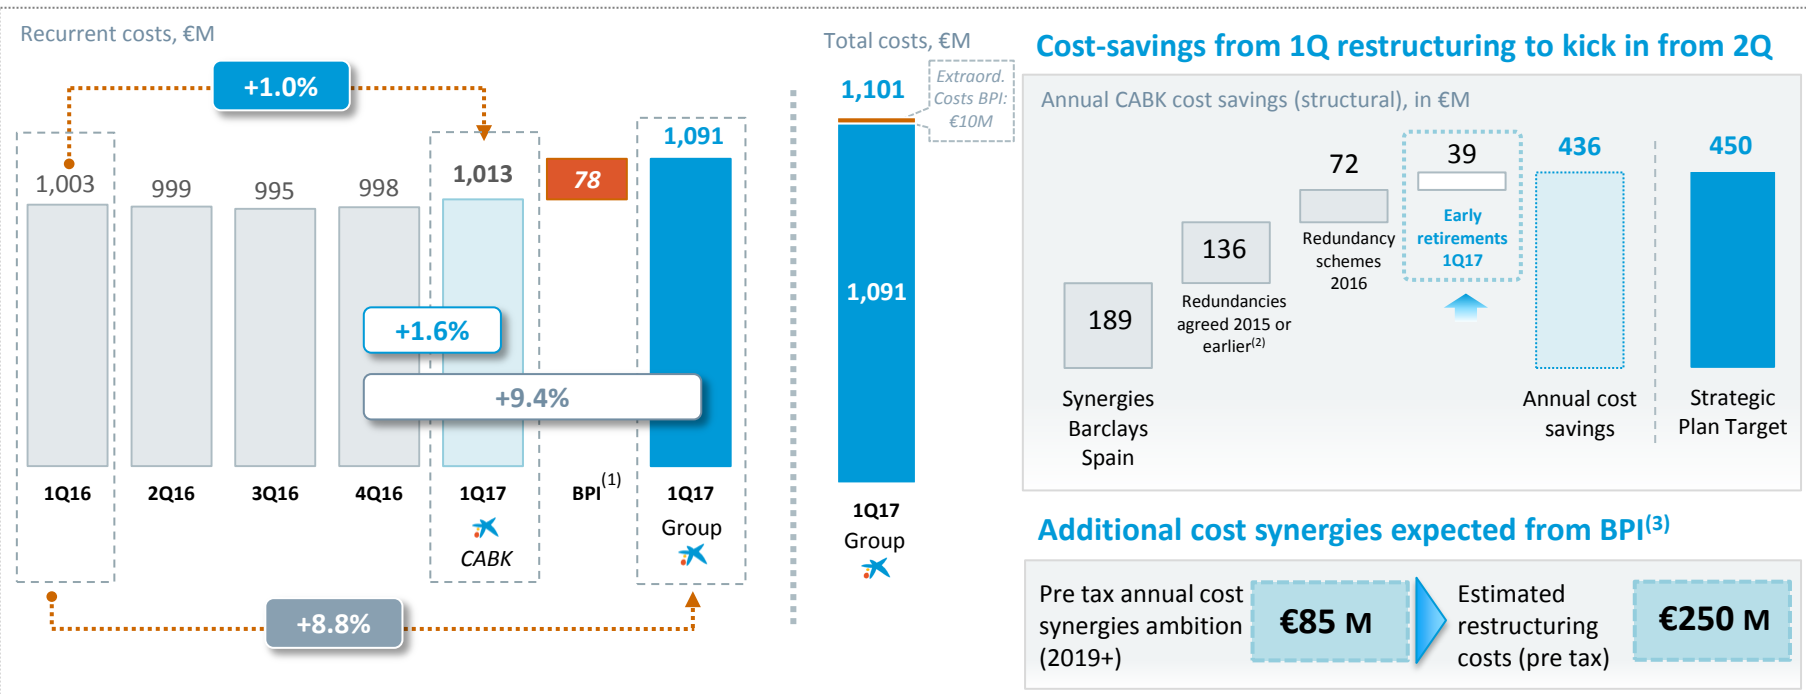 Recurrent costs, €M
+1.0%
1,003
999
995
998
1,013
78
1,091
+1.6%
+9.4%
1Q16
2Q16
3Q16
4Q16
1Q17
BPI(1)
1Q17
CABK
Group
+8.8%
Total costs, €M
1,101
Extraord.
Costs BPI:
€10M
1,091
1Q17
Group
Cost-savings from 1Q restructuring to kick in from 2Q
Annual CABK cost savings (structural), in €M
189
Synergies
Barclays
Spain
136
Redundancies
agreed 2015 or
earlier(2)
72
Redundancy
schemes
2016
39
Early
retirements
1Q17
436
Annual cost
savings
450
Strategic
Plan Target
Additional cost synergies expected from BPI(3)
Pre tax annual cost
synergies ambition
(2019+)
€85 M
Estimated
restructuring
costs (pre tax)
€250 M